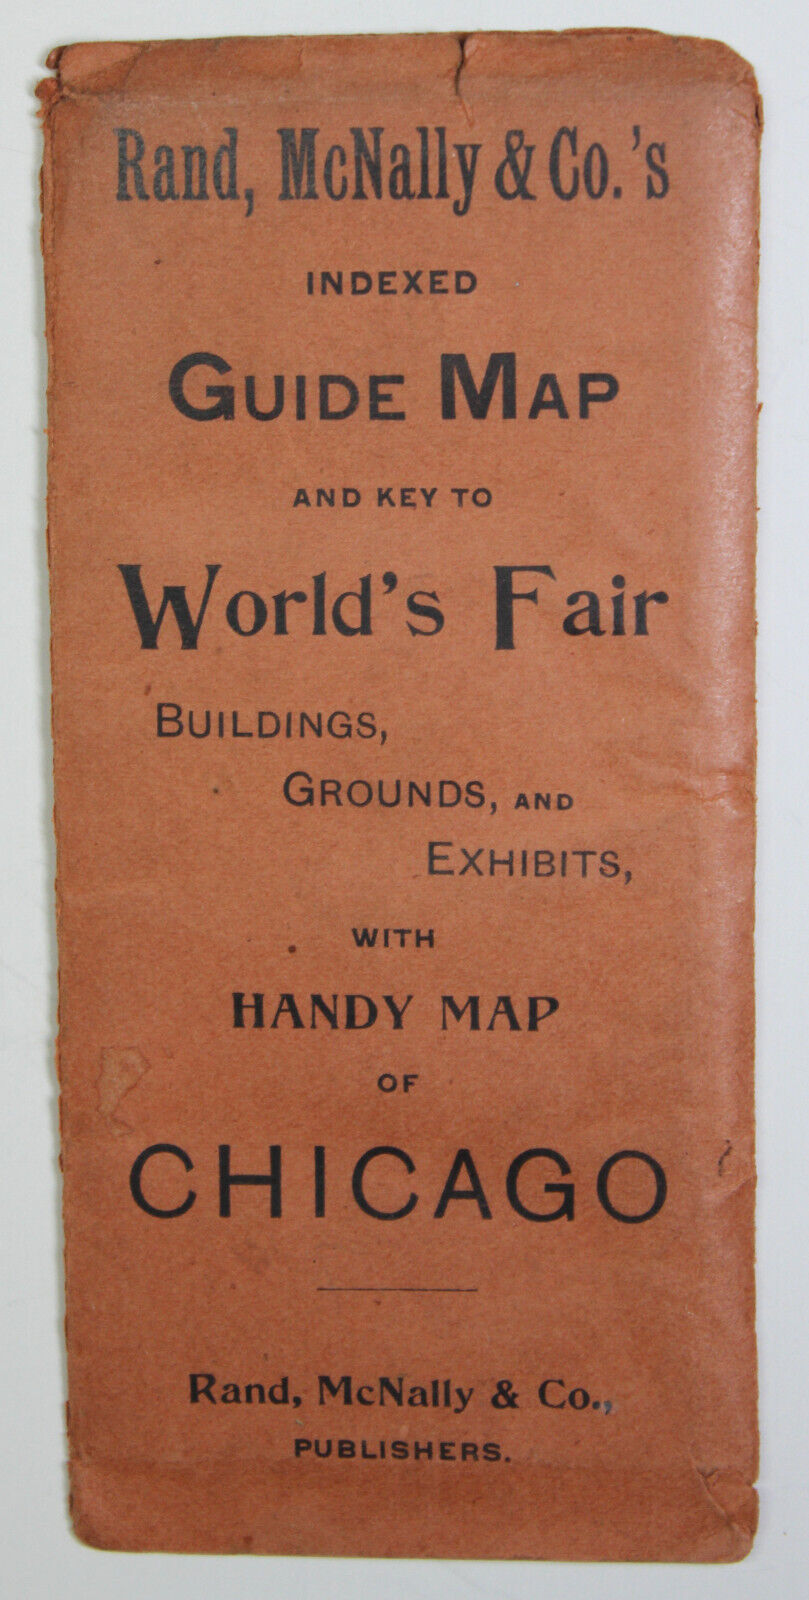 Rand, McNally & Co.'s
INDEXED
GUIDE MAP
AND KEY TO
World's Fair
BUILDINGS,
GROUNDS, AND
EXHIBITS,
WITH
HANDY MAP
OF
CHICAGO
Rand, McNally & Co.,
PUBLISHERS.